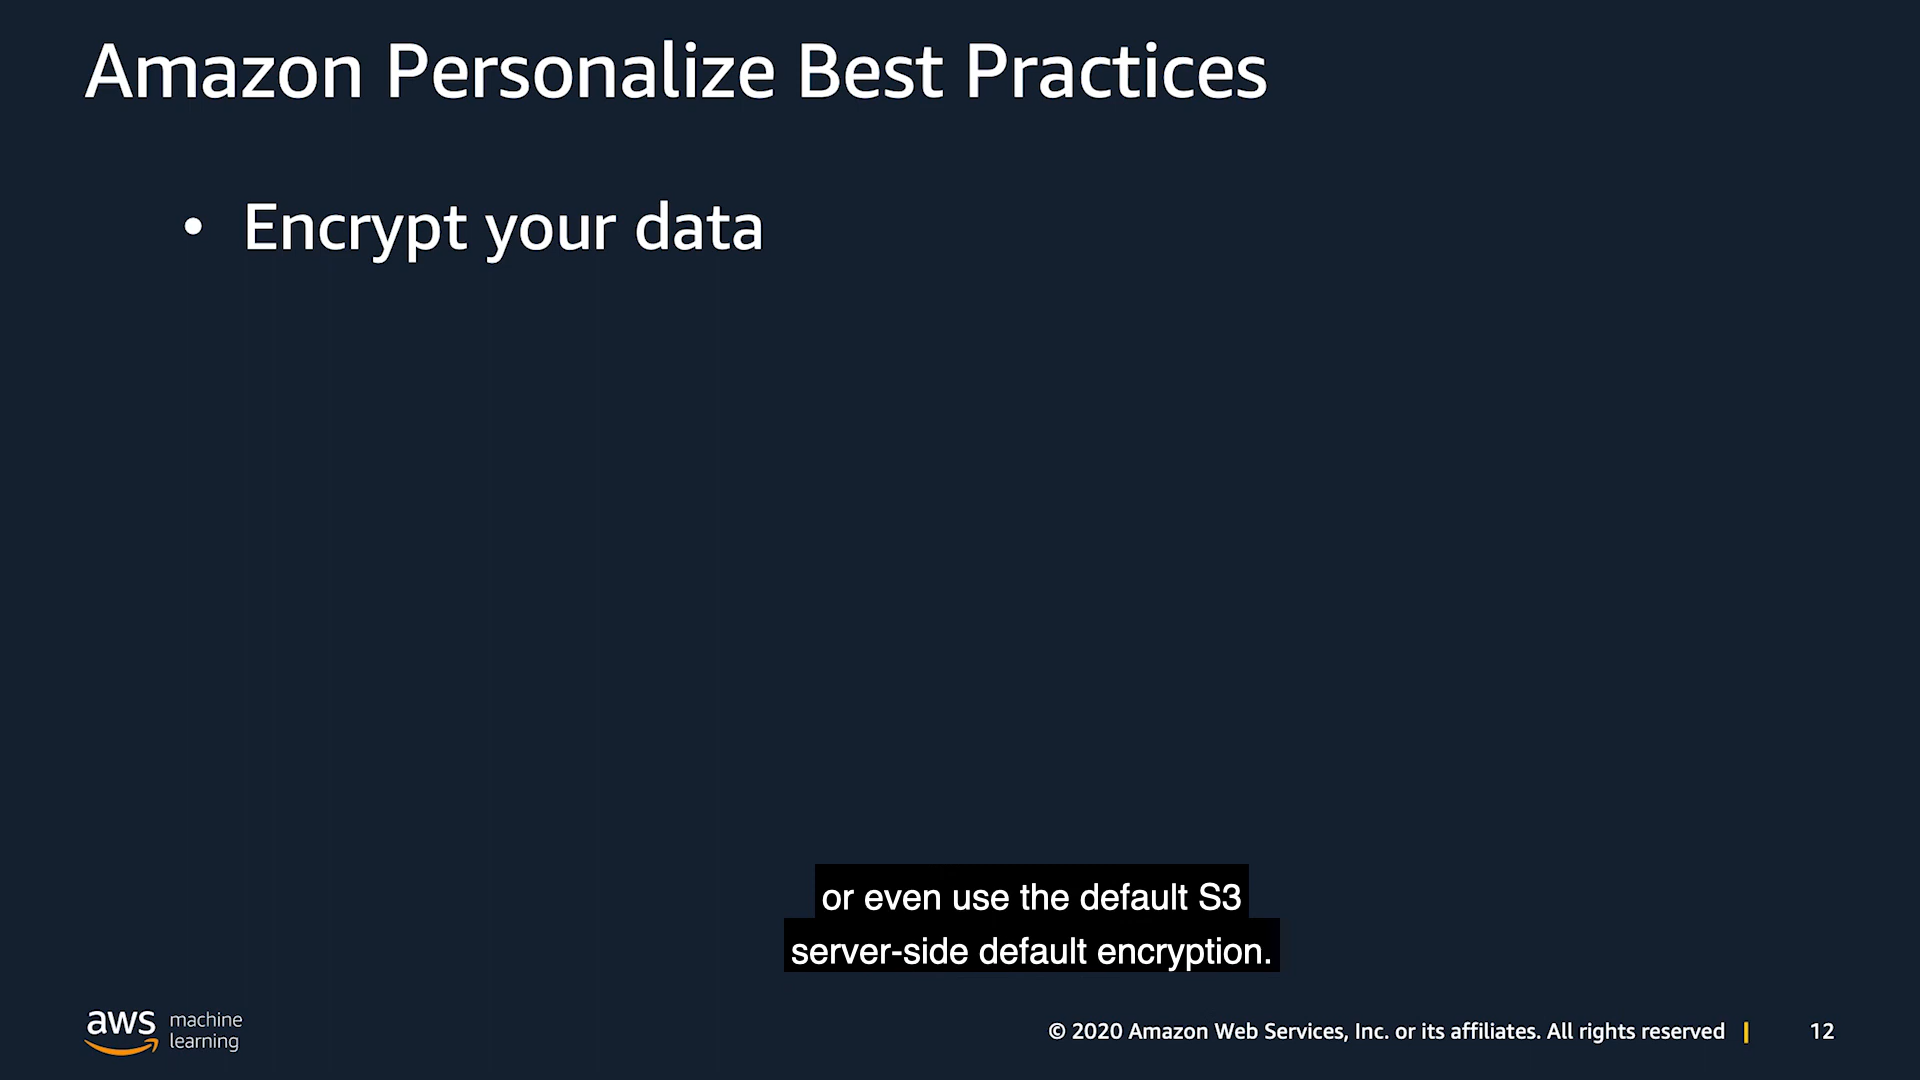 Amazon Personalize Best Practices
• Encrypt your data
or even use the default S3
server-side default encryption.
aws machine
learning
© 2020 Amazon Web Services, Inc. or its affiliates. All rights reserved | 12